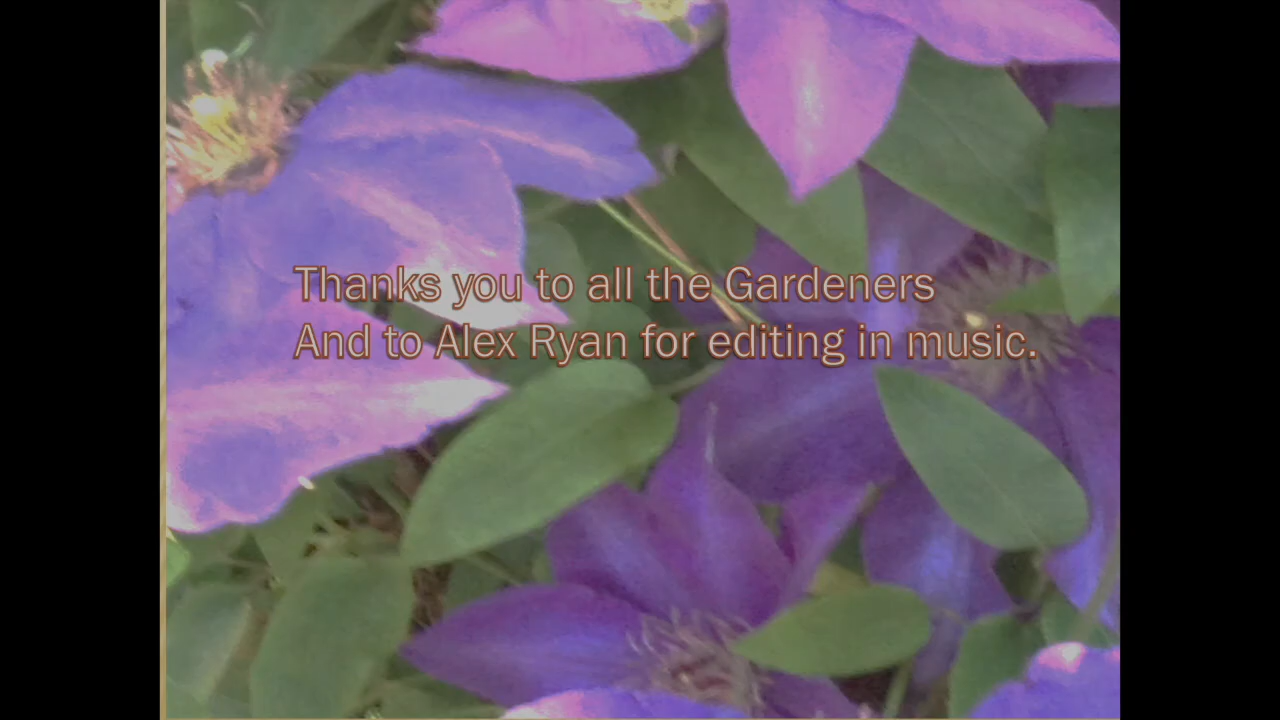 Thanks you to all the Gardeners
And to Alex Ryan for editing in music.